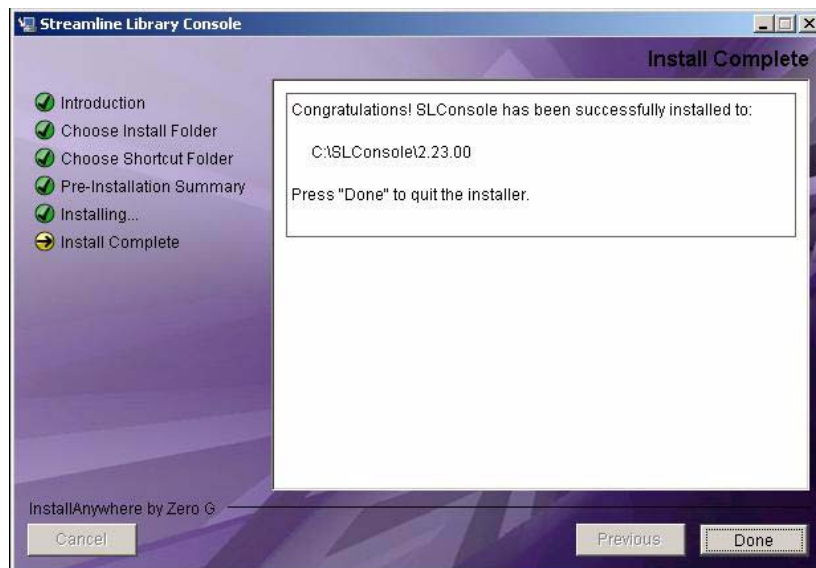 Streamline Library Console
Install Complete
Introduction
Choose Install Folder
Choose Shortcut Folder
Pre-Installation Summary
Installing...
Install Complete
Congratulations! SLConsole has been successfully installed to:
C:\SLConsole\2.23.00
Press "Done" to quit the installer.
InstallAnywhere by Zero G
Cancel
Previous
Done